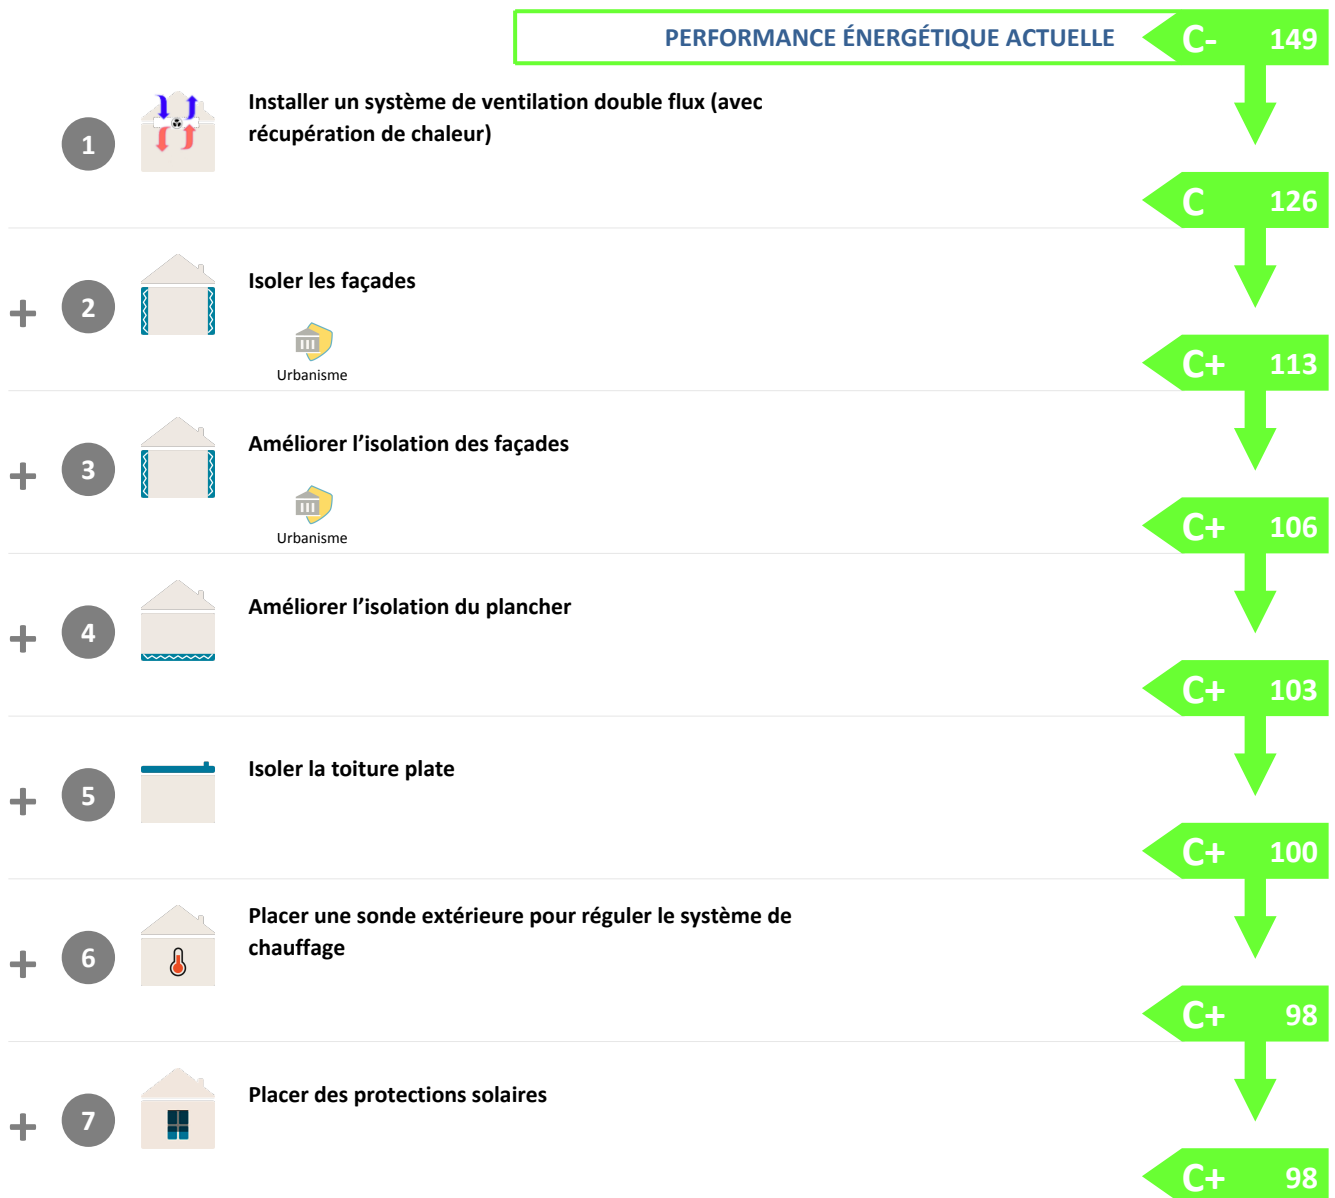 PERFORMANCE ÉNERGÉTIQUE ACTUELLE C- 149
1 Installer un système de ventilation double flux (avec
récupération de chaleur)
C 126
+ 2 Isoler les façades
Urbanisme
C+ 113
+ 3 Améliorer l’isolation des façades
Urbanisme
C+ 106
+ 4 Améliorer l’isolation du plancher
C+ 103
+ 5 Isoler la toiture plate
C+ 100
+ 6 Placer une sonde extérieure pour réguler le système de
chauffage
C+ 98
+ 7 Placer des protections solaires
C+ 98